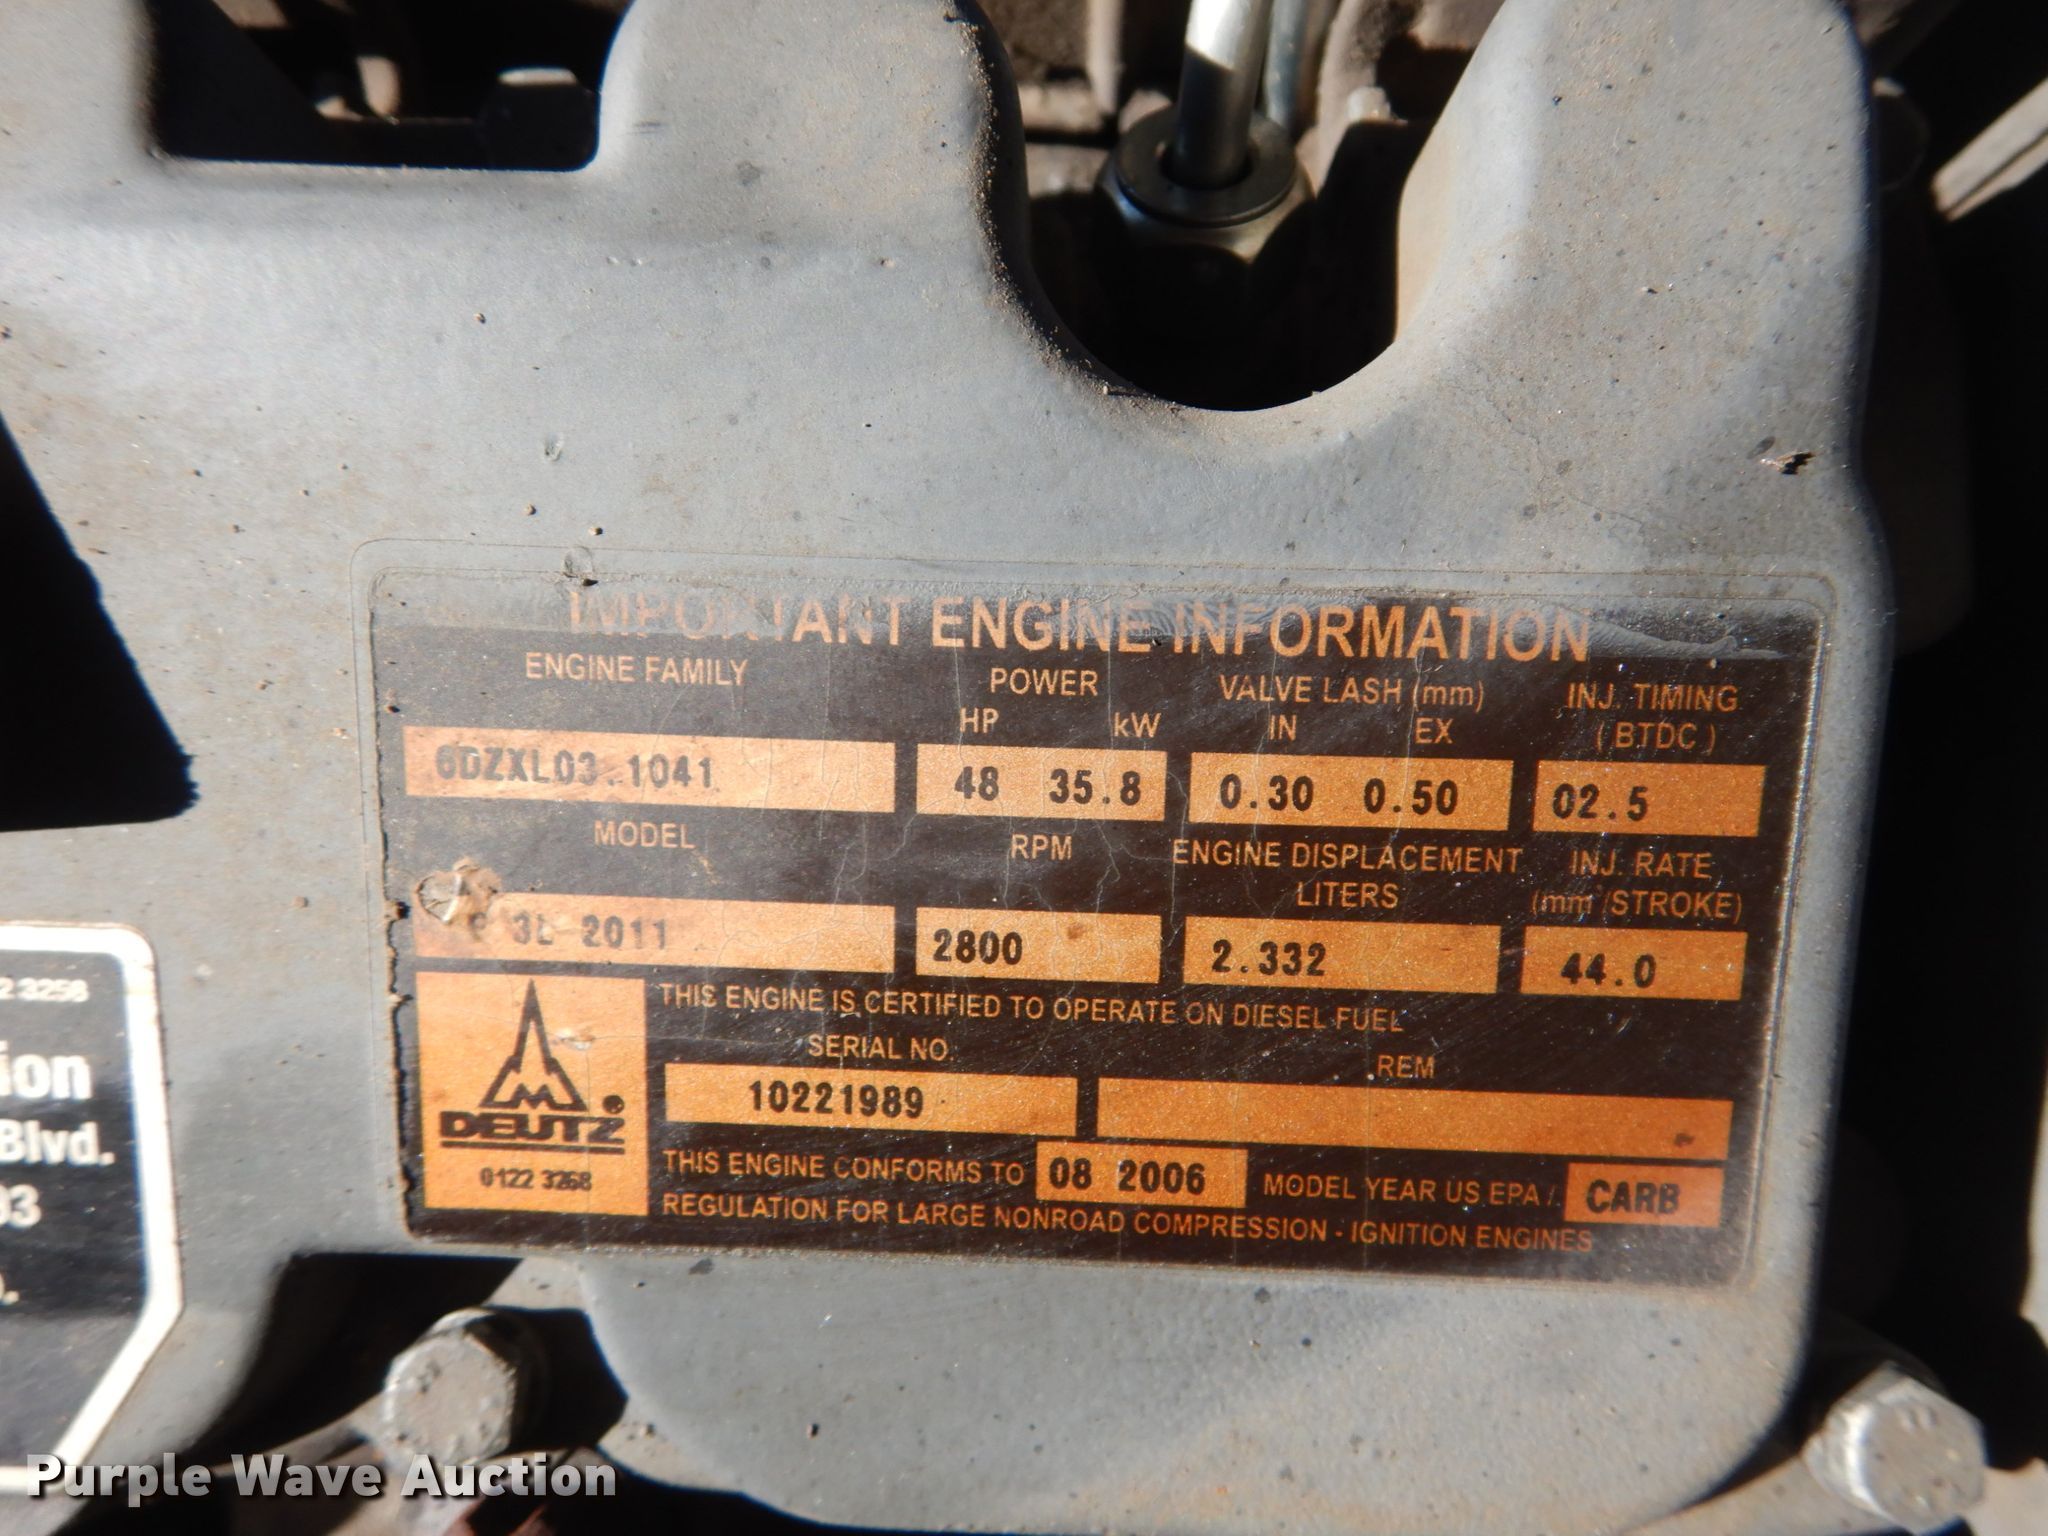 IMPORTANT ENGINE INFORMATION
ENGINE FAMILY POWER VALVE LASH (mm) INJ. TIMING
HP kW IN EX (BTDC)
6DZXL03.1041 48 35.8 0.30 0.50 02.5
MODEL RPM ENGINE DISPLACEMENT INJ. RATE
LITERS (mm³/STROKE)
3L 2011 2800 2.332 44.0
THIS ENGINE IS CERTIFIED TO OPERATE ON DIESEL FUEL
SERIAL NO. REM
10221989
DEUTZ®
0122 3268
THIS ENGINE CONFORMS TO 08 2006 MODEL YEAR US EPA / CARB
REGULATION FOR LARGE NONROAD COMPRESSION - IGNITION ENGINES
2 3258
ion
Blvd.
03
Purple Wave Auction